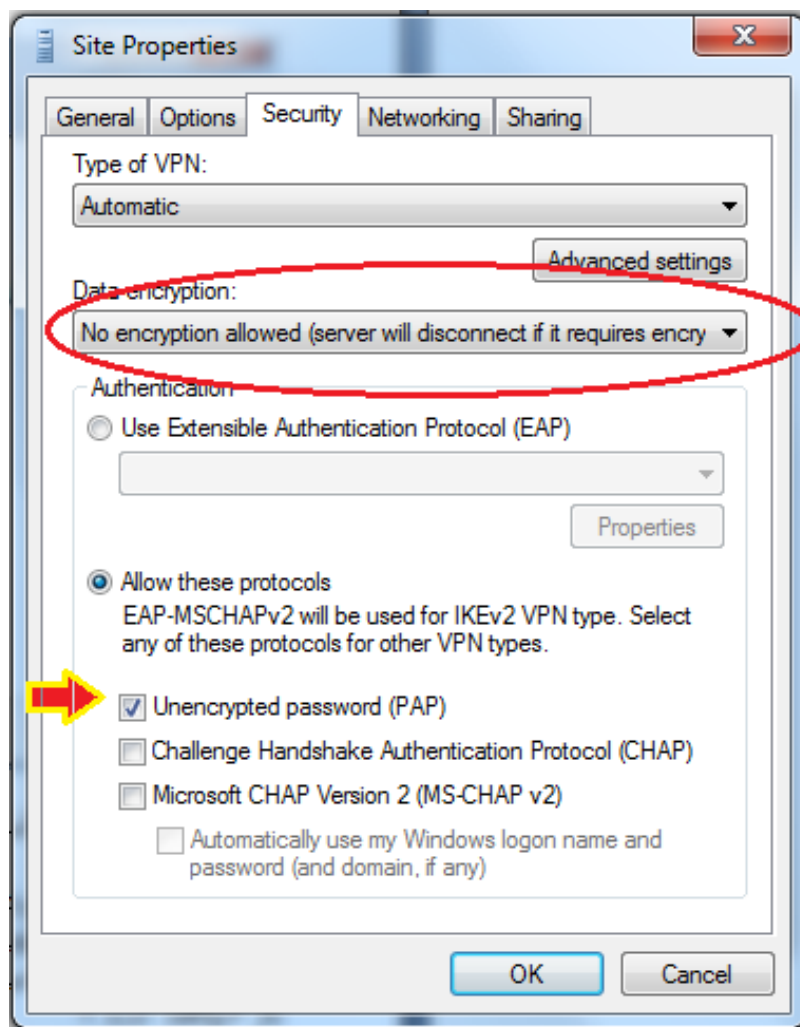 Site Properties
General Options Security Networking Sharing
Type of VPN:
Automatic
Advanced settings
Data encryption:
No encryption allowed (server will disconnect if it requires encry
Authentication
Use Extensible Authentication Protocol (EAP)
Properties
Allow these protocols
EAP-MSCHAPv2 will be used for IKEv2 VPN type. Select
any of these protocols for other VPN types.
Unencrypted password (PAP)
Challenge Handshake Authentication Protocol (CHAP)
Microsoft CHAP Version 2 (MS-CHAP v2)
Automatically use my Windows logon name and
password (and domain, if any)
OK Cancel